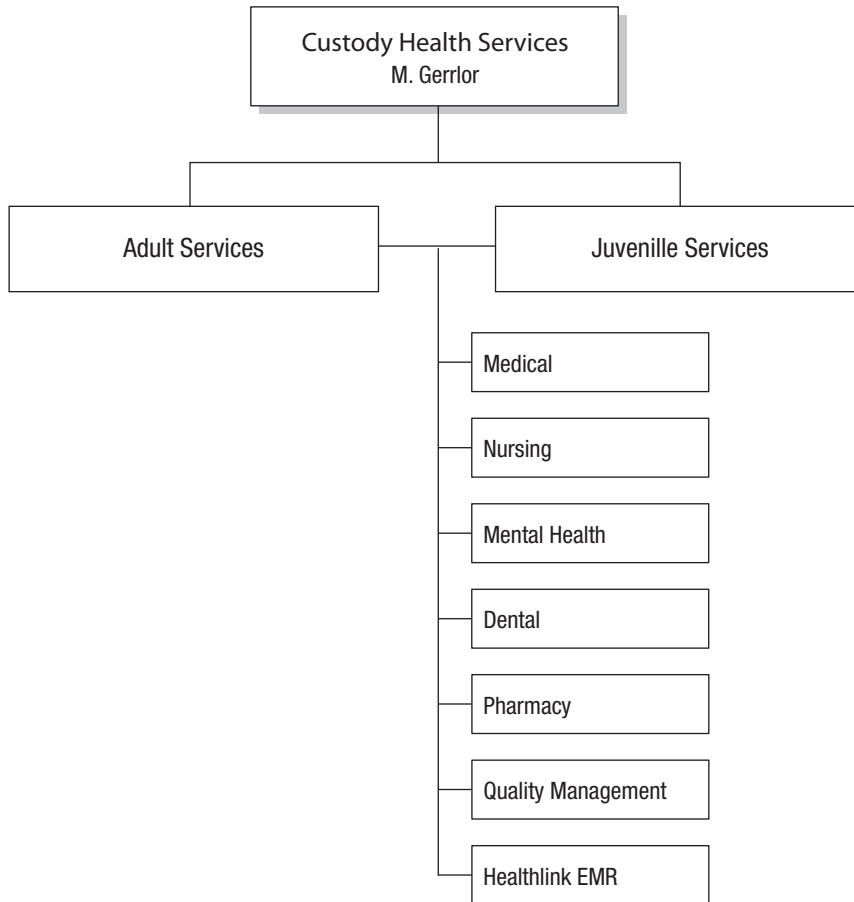 Custody Health Services
M. Gerrlor
Adult Services
Juvenille Services
Medical
Nursing
Mental Health
Dental
Pharmacy
Quality Management
Healthlink EMR